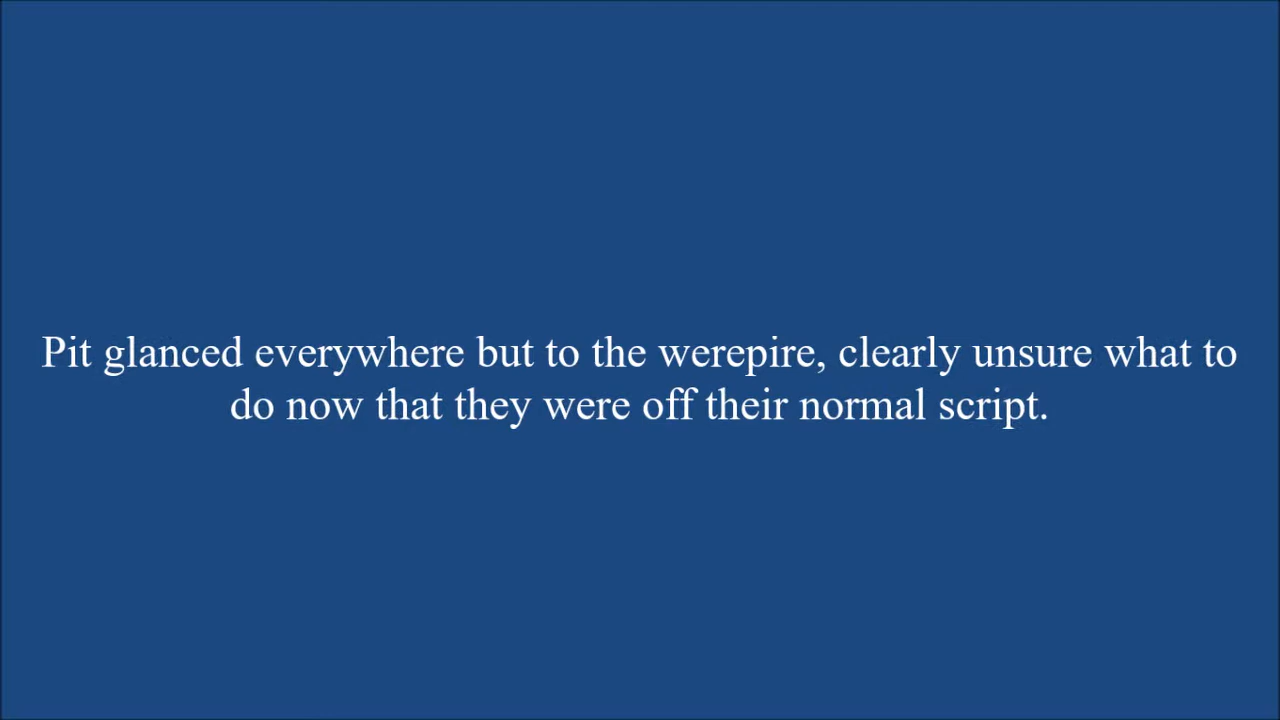 Pit glanced everywhere but to the werepire, clearly unsure what to
do now that they were off their normal script.